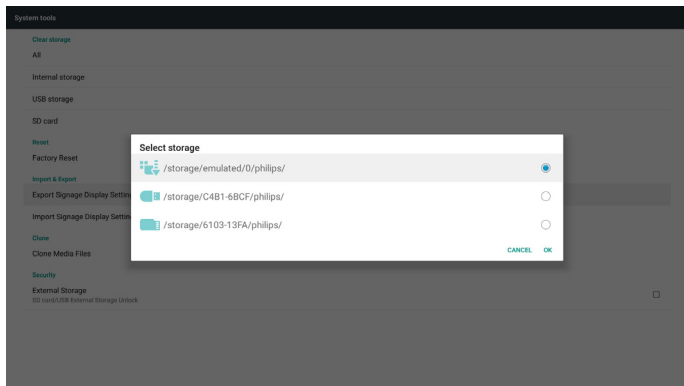 System tools
Clear storage
All
Internal storage
USB storage
SD card
Reset
Factory Reset
Import & Export
Export Signage Display Settin
Import Signage Display Settin
Clone
Clone Media Files
Security
External Storage
SD card/USB External Storage Unlock
Select storage
/storage/emulated/0/philips/
/storage/C4B1-6BCF/philips/
/storage/6103-13FA/philips/
CANCEL OK